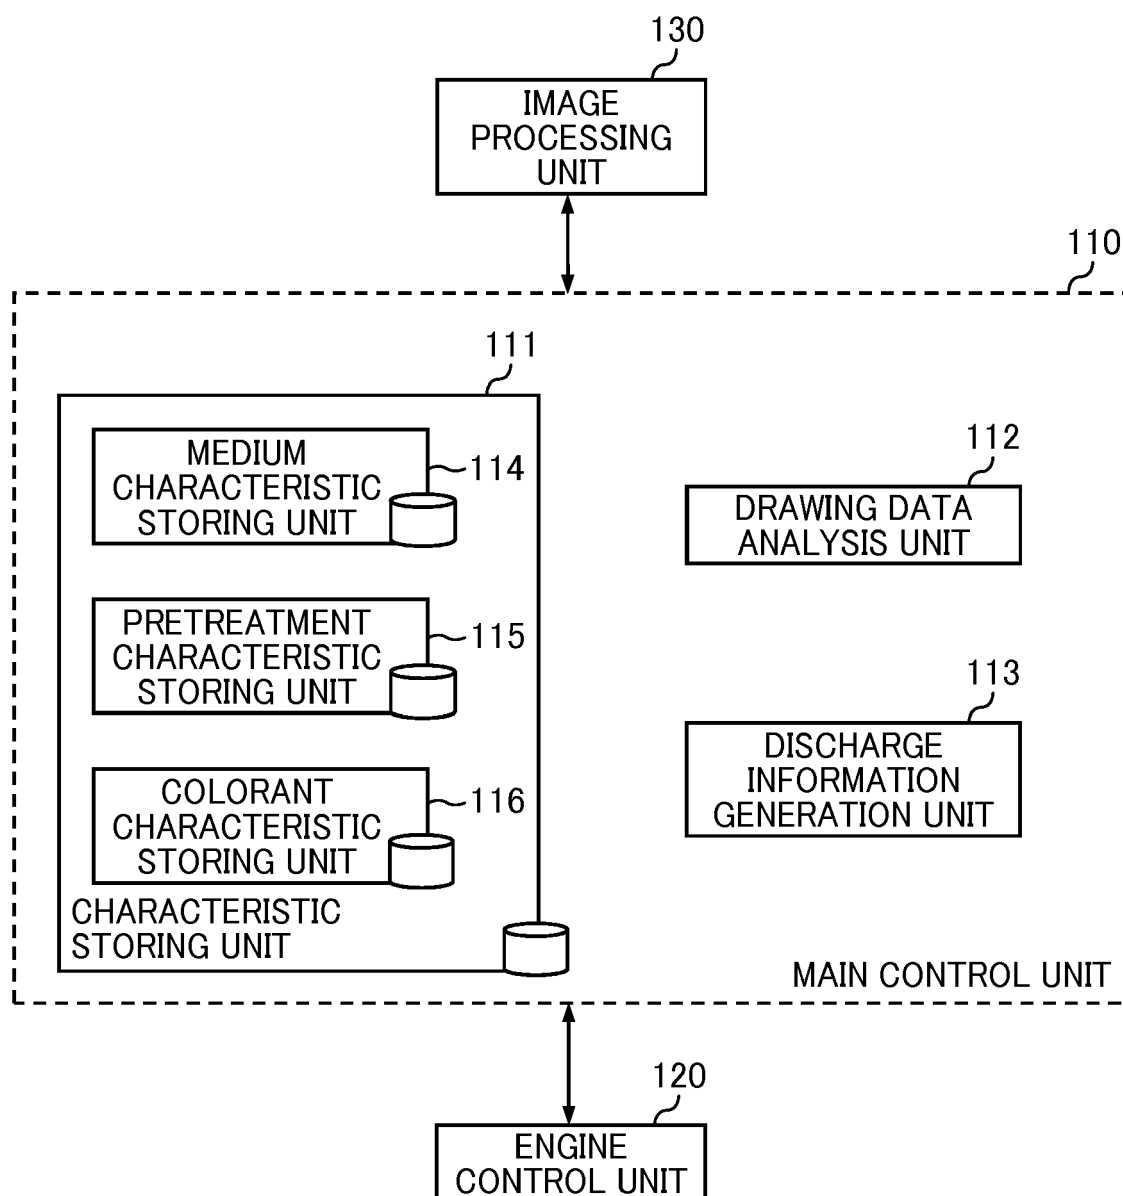 130
IMAGE
PROCESSING
UNIT
110
111
MEDIUM
CHARACTERISTIC
STORING UNIT
114
PRETREATMENT
CHARACTERISTIC
STORING UNIT
115
COLORANT
CHARACTERISTIC
STORING UNIT
116
CHARACTERISTIC
STORING UNIT
112
DRAWING DATA
ANALYSIS UNIT
113
DISCHARGE
INFORMATION
GENERATION UNIT
MAIN CONTROL UNIT
120
ENGINE
CONTROL UNIT